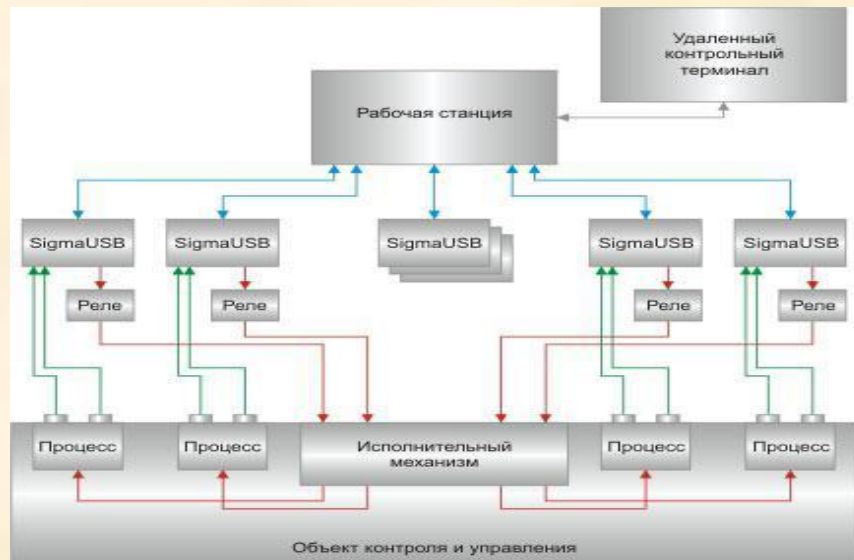 Удаленный
контрольный
терминал
Рабочая станция
SigmaUSB
SigmaUSB
SigmaUSB
SigmaUSB
SigmaUSB
Реле
Реле
Реле
Реле
Процесс
Процесс
Исполнительный
механизм
Процесс
Процесс
Объект контроля и управления